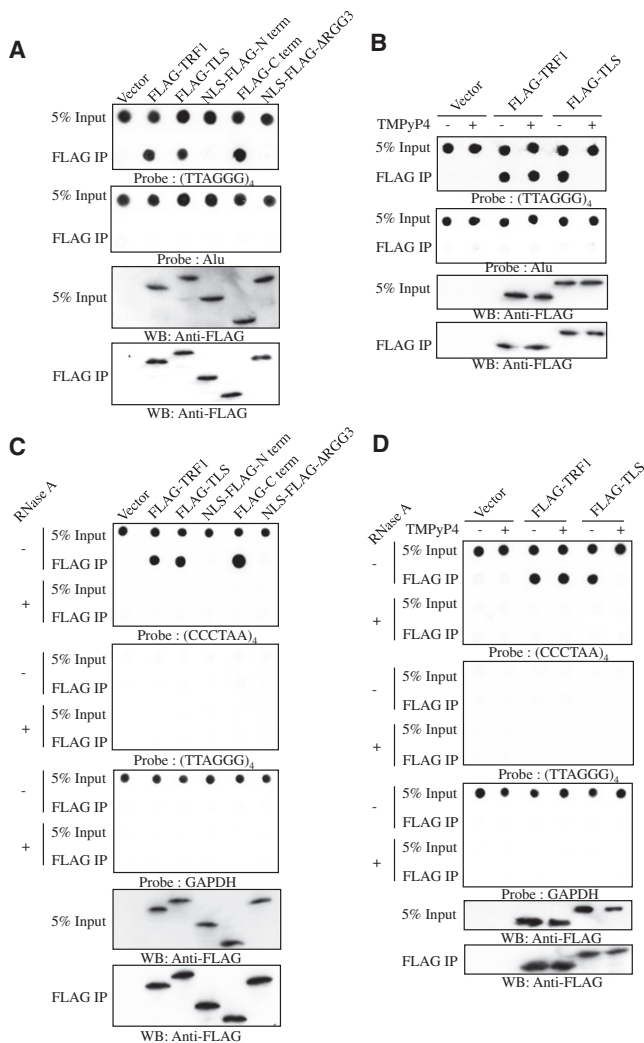 A
Vector
FLAG-TRF1
FLAG-TLS
NLS-FLAG-N term
FLAG-C term
NLS-FLAG-ΔRGG3
5% Input
FLAG IP
Probe : (TTAGGG)4
5% Input
FLAG IP
Probe : Alu
5% Input
WB: Anti-FLAG
FLAG IP
WB: Anti-FLAG
B
Vector
FLAG-TRF1
FLAG-TLS
TMPyP4 - + - + - +
5% Input
FLAG IP
Probe : (TTAGGG)4
5% Input
FLAG IP
Probe : Alu
5% Input
WB: Anti-FLAG
FLAG IP
WB: Anti-FLAG
C
RNase A
Vector
FLAG-TRF1
FLAG-TLS
NLS-FLAG-N term
FLAG-C term
NLS-FLAG-ΔRGG3
5% Input
-
FLAG IP
5% Input
+
FLAG IP
Probe : (CCCTAA)4
5% Input
-
FLAG IP
5% Input
+
FLAG IP
Probe : (TTAGGG)4
5% Input
-
FLAG IP
5% Input
+
FLAG IP
Probe : GAPDH
5% Input
WB: Anti-FLAG
FLAG IP
WB: Anti-FLAG
D
RNase A
Vector
FLAG-TRF1
FLAG-TLS
TMPyP4 - + - + - +
5% Input
-
FLAG IP
5% Input
+
FLAG IP
Probe : (CCCTAA)4
5% Input
-
FLAG IP
5% Input
+
FLAG IP
Probe : (TTAGGG)4
5% Input
-
FLAG IP
5% Input
+
FLAG IP
Probe : GAPDH
5% Input
WB: Anti-FLAG
FLAG IP
WB: Anti-FLAG